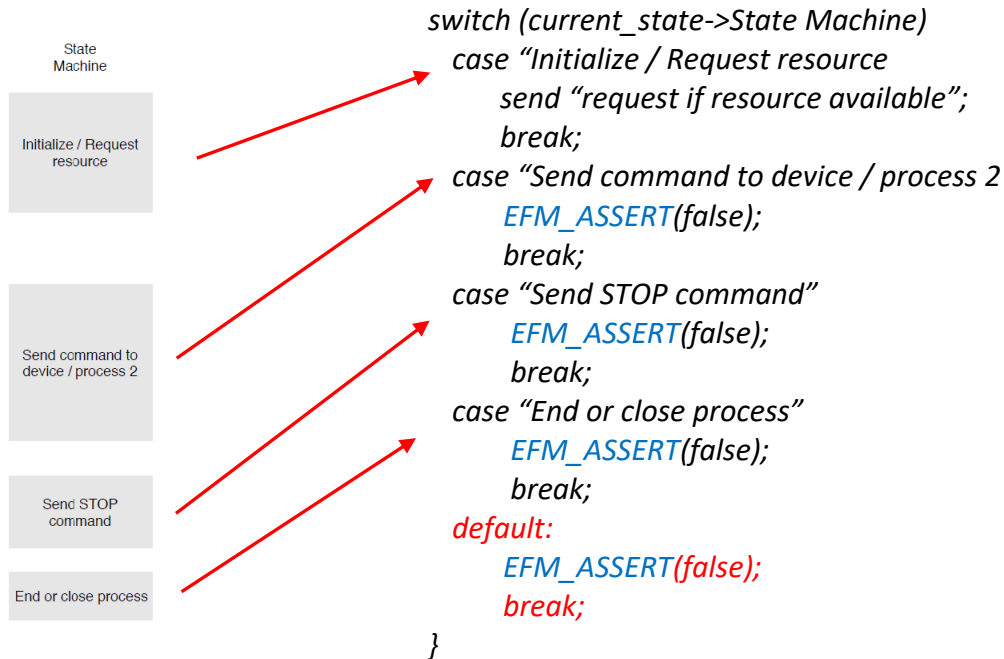 State
Machine
Initialize / Request
resource
Send command to
device / process 2
Send STOP
command
End or close process
switch (current_state->State Machine)
case “Initialize / Request resource
send “request if resource available”;
break;
case “Send command to device / process 2
EFM_ASSERT(false);
break;
case “Send STOP command”
EFM_ASSERT(false);
break;
case “End or close process”
EFM_ASSERT(false);
break;
default:
EFM_ASSERT(false);
break;
}